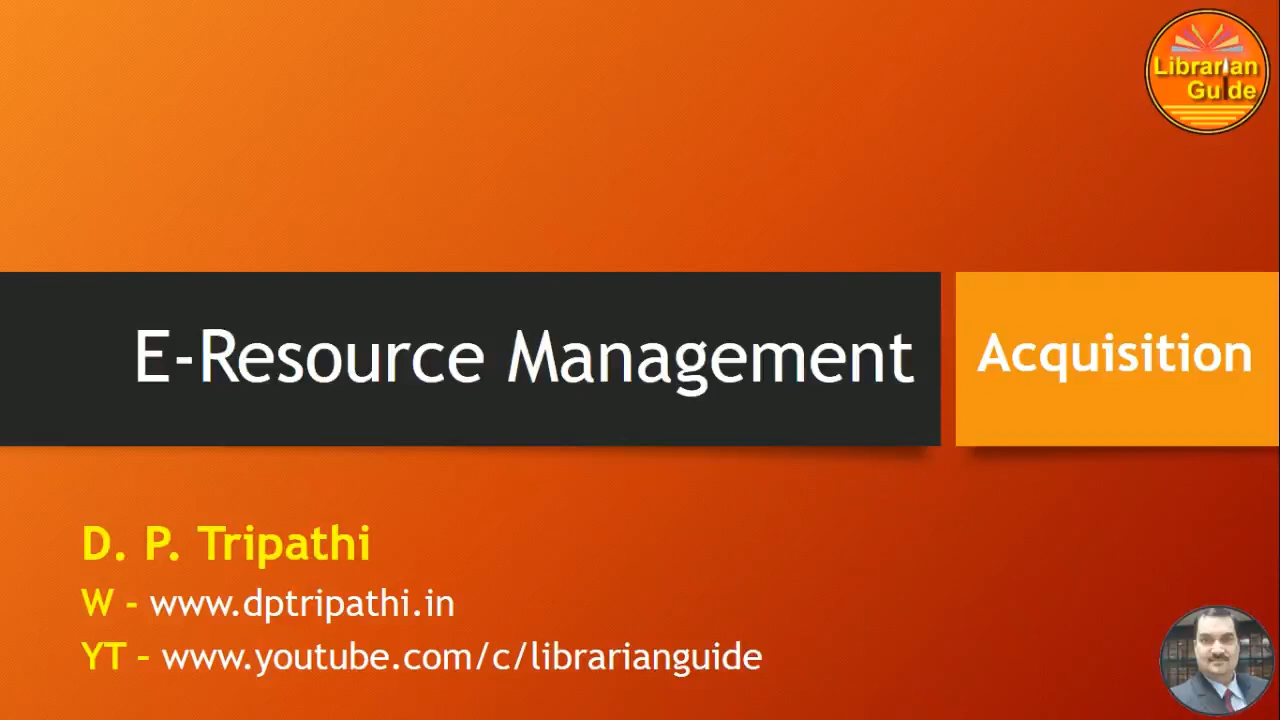 Librarian
Guide
E-Resource Management
Acquisition
D. P. Tripathi
W - www.dptripathi.in
YT - www.youtube.com/c/librarianguide